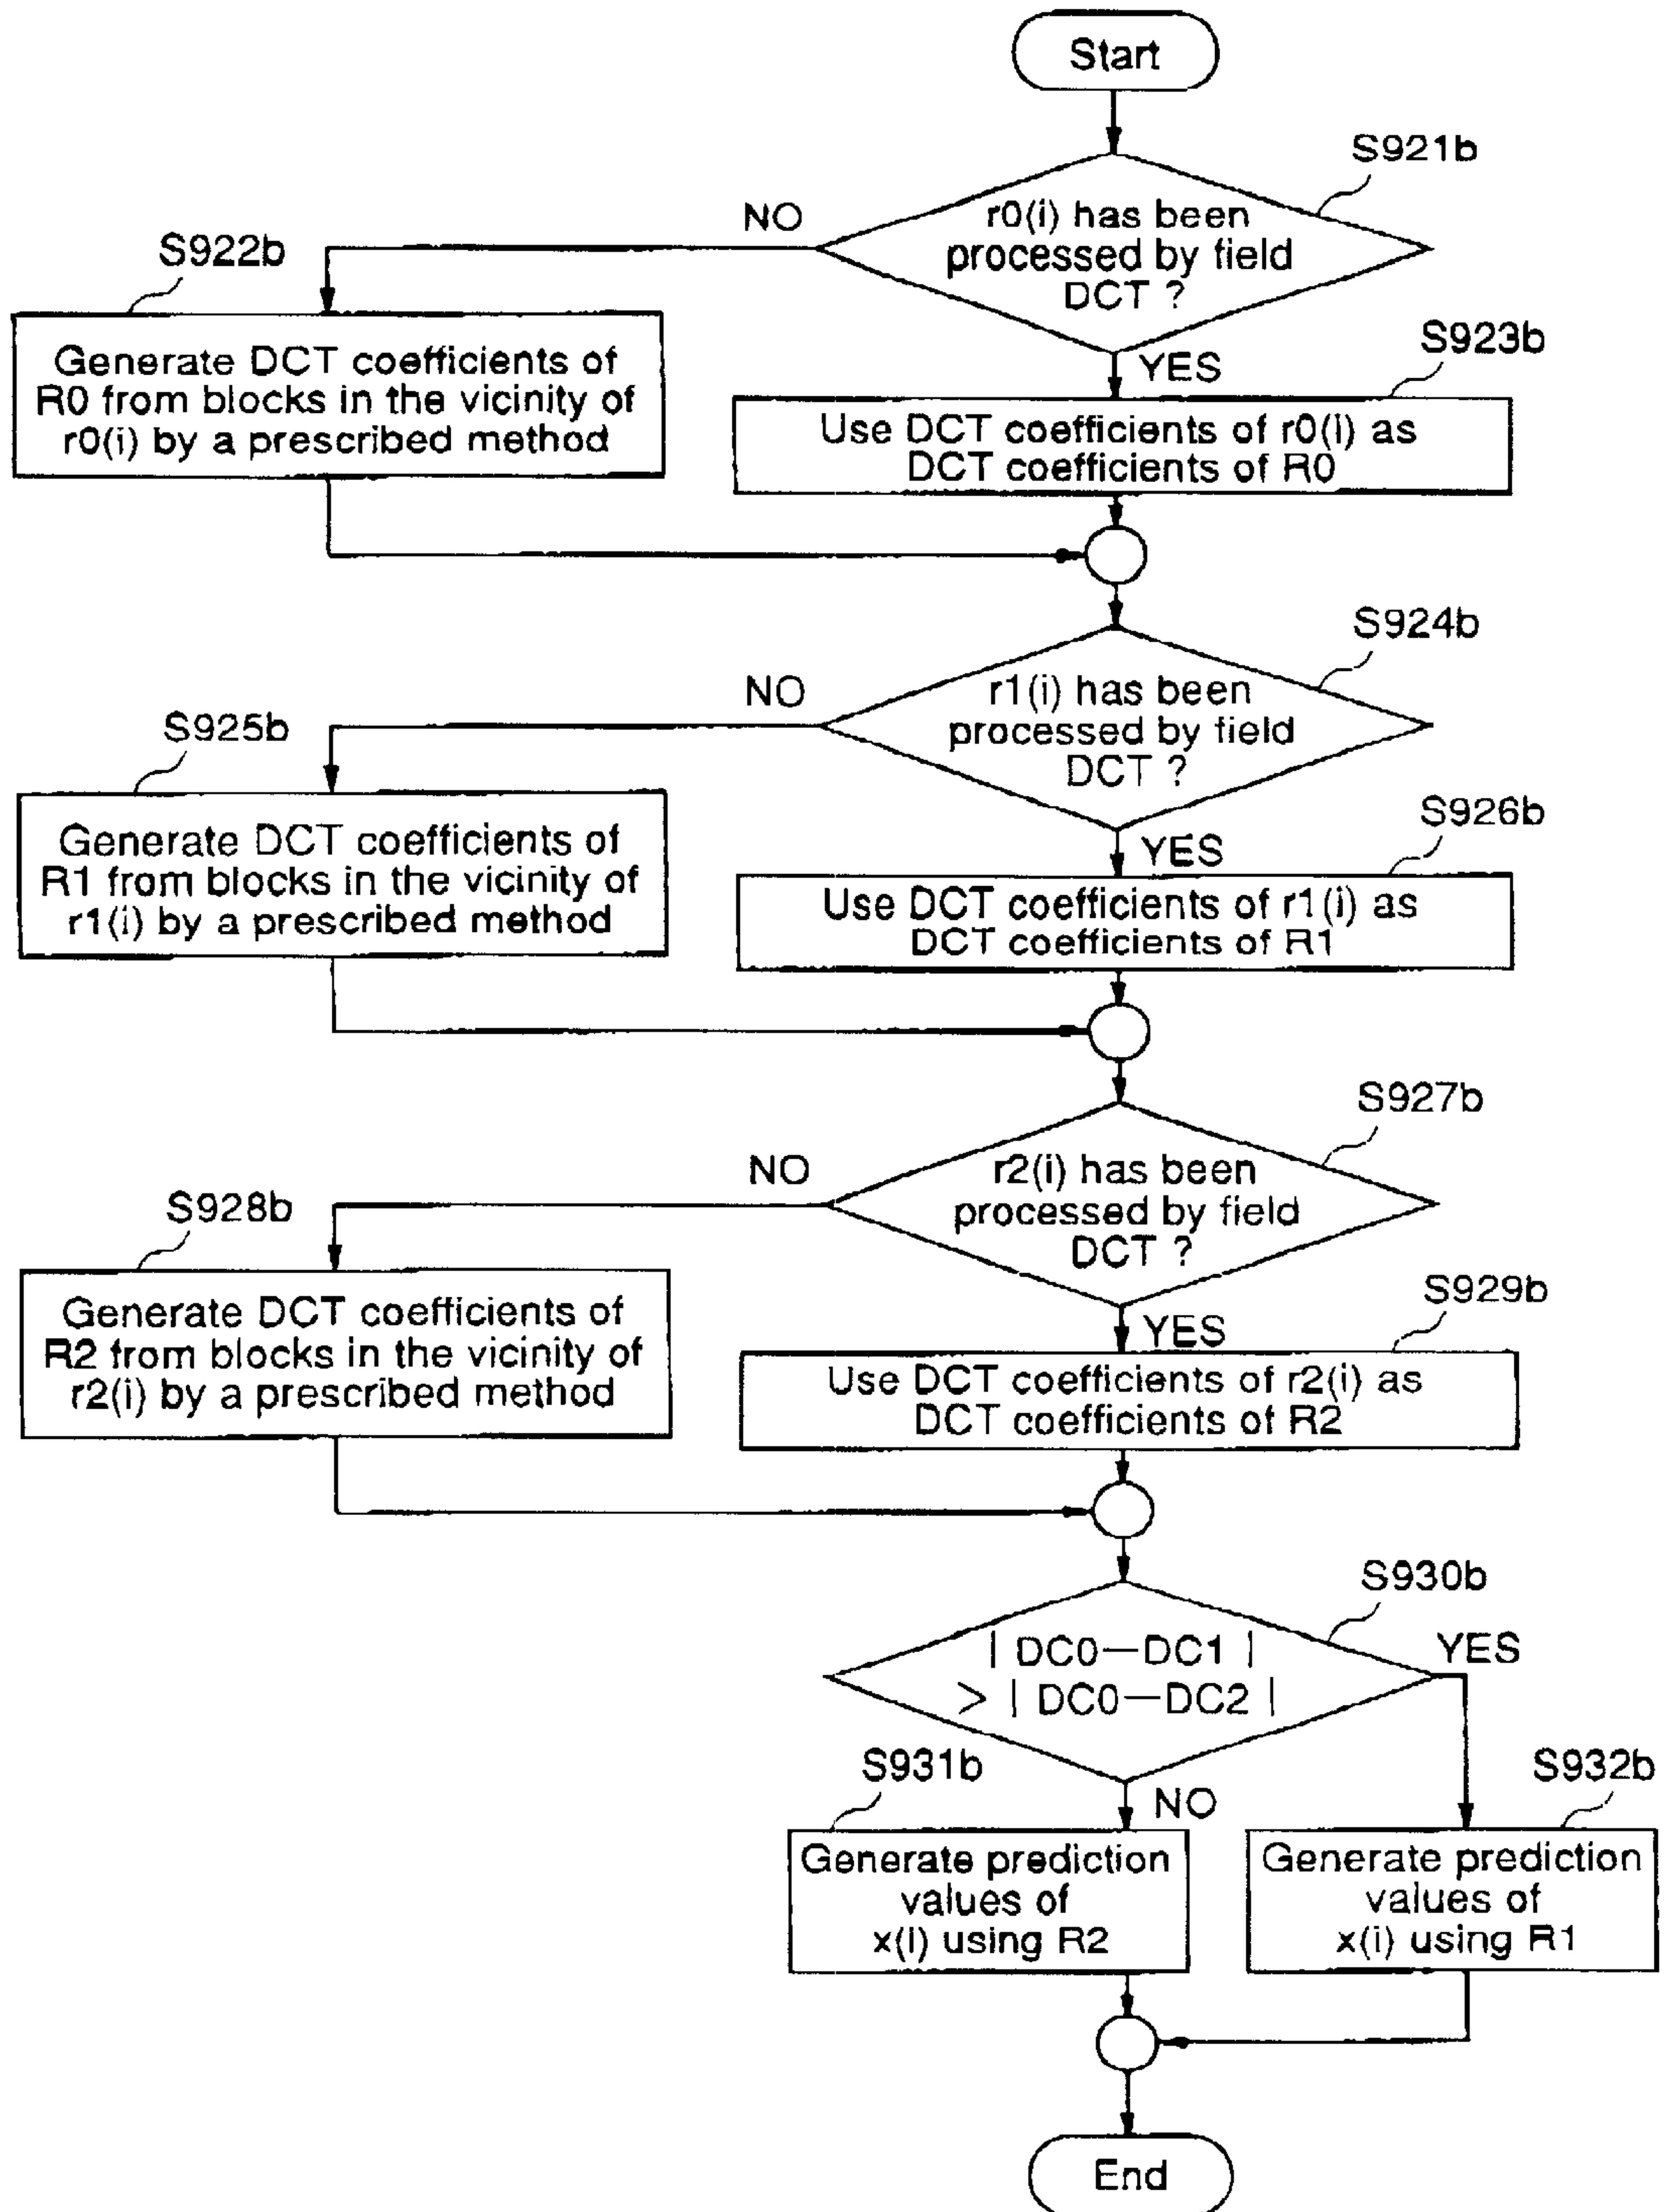 Start
S921b
r0(i) has been
processed by field
DCT ?
NO
S922b
Generate DCT coefficients of
R0 from blocks in the vicinity of
r0(i) by a prescribed method
YES
S923b
Use DCT coefficients of r0(i) as
DCT coefficients of R0
S924b
r1(i) has been
processed by field
DCT ?
NO
S925b
Generate DCT coefficients of
R1 from blocks in the vicinity of
r1(i) by a prescribed method
YES
S926b
Use DCT coefficients of r1(i) as
DCT coefficients of R1
S927b
r2(i) has been
processed by field
DCT ?
NO
S928b
Generate DCT coefficients of
R2 from blocks in the vicinity of
r2(i) by a prescribed method
YES
S929b
Use DCT coefficients of r2(i) as
DCT coefficients of R2
S930b
| DC0—DC1 |
> | DC0—DC2 |
YES
S931b
NO
S932b
Generate prediction
values of
x(i) using R2
Generate prediction
values of
x(i) using R1
End